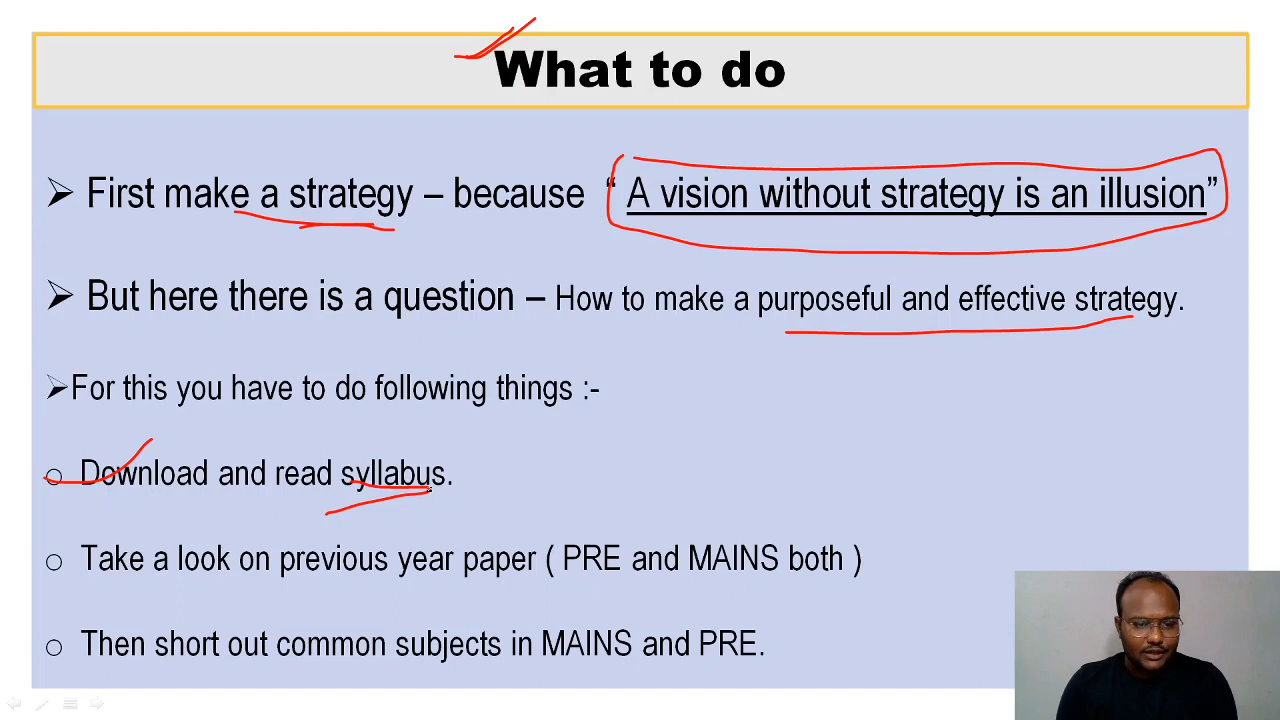 What to do
➢ First make a strategy – because “ A vision without strategy is an illusion”
➢ But here there is a question – How to make a purposeful and effective strategy.
➢For this you have to do following things :-
o Download and read syllabus.
o Take a look on previous year paper ( PRE and MAINS both )
o Then short out common subjects in MAINS and PRE.